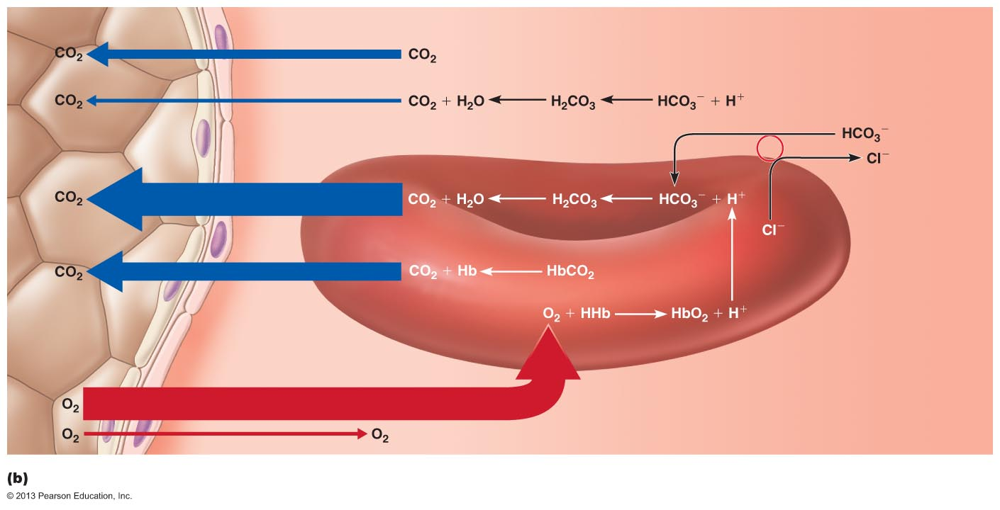 CO₂ CO₂
CO₂ CO₂ + H₂O H₂CO₃ HCO₃⁻ + H⁺
HCO₃⁻
Cl⁻
CO₂ CO₂ + H₂O H₂CO₃ HCO₃⁻ + H⁺
Cl⁻
CO₂ CO₂ + Hb HbCO₂
O₂ + HHb HbO₂ + H⁺
O₂
O₂ O₂
(b)
© 2013 Pearson Education, Inc.